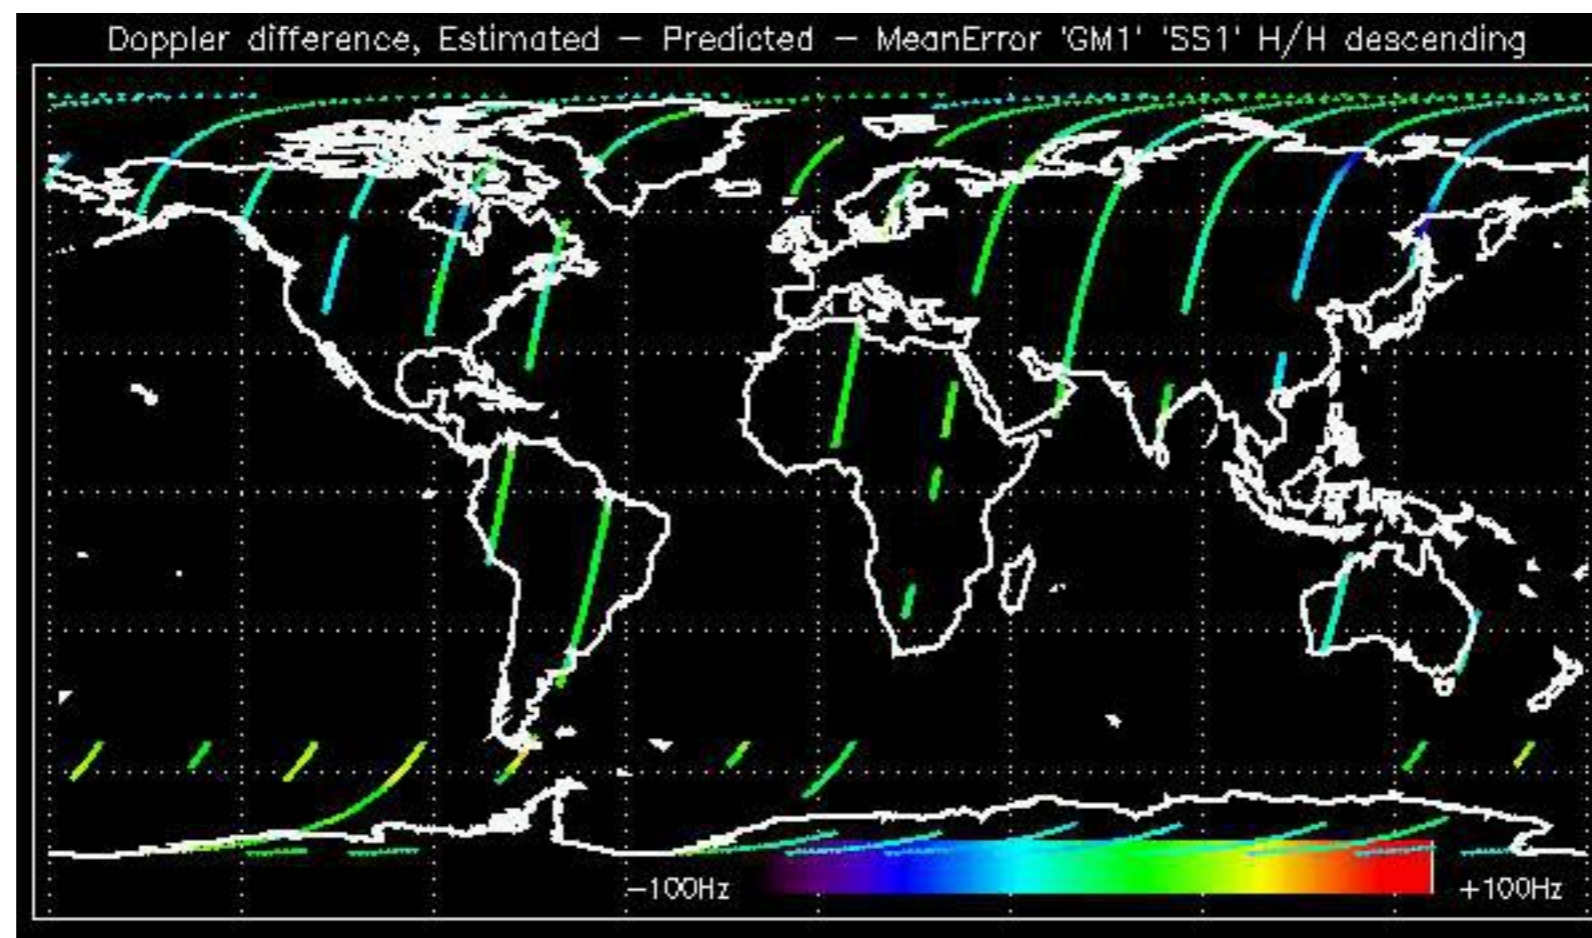 Doppler difference, Estimated — Predicted — MeanError 'GM1' 'SS1' H/H descending
−100Hz
+100Hz